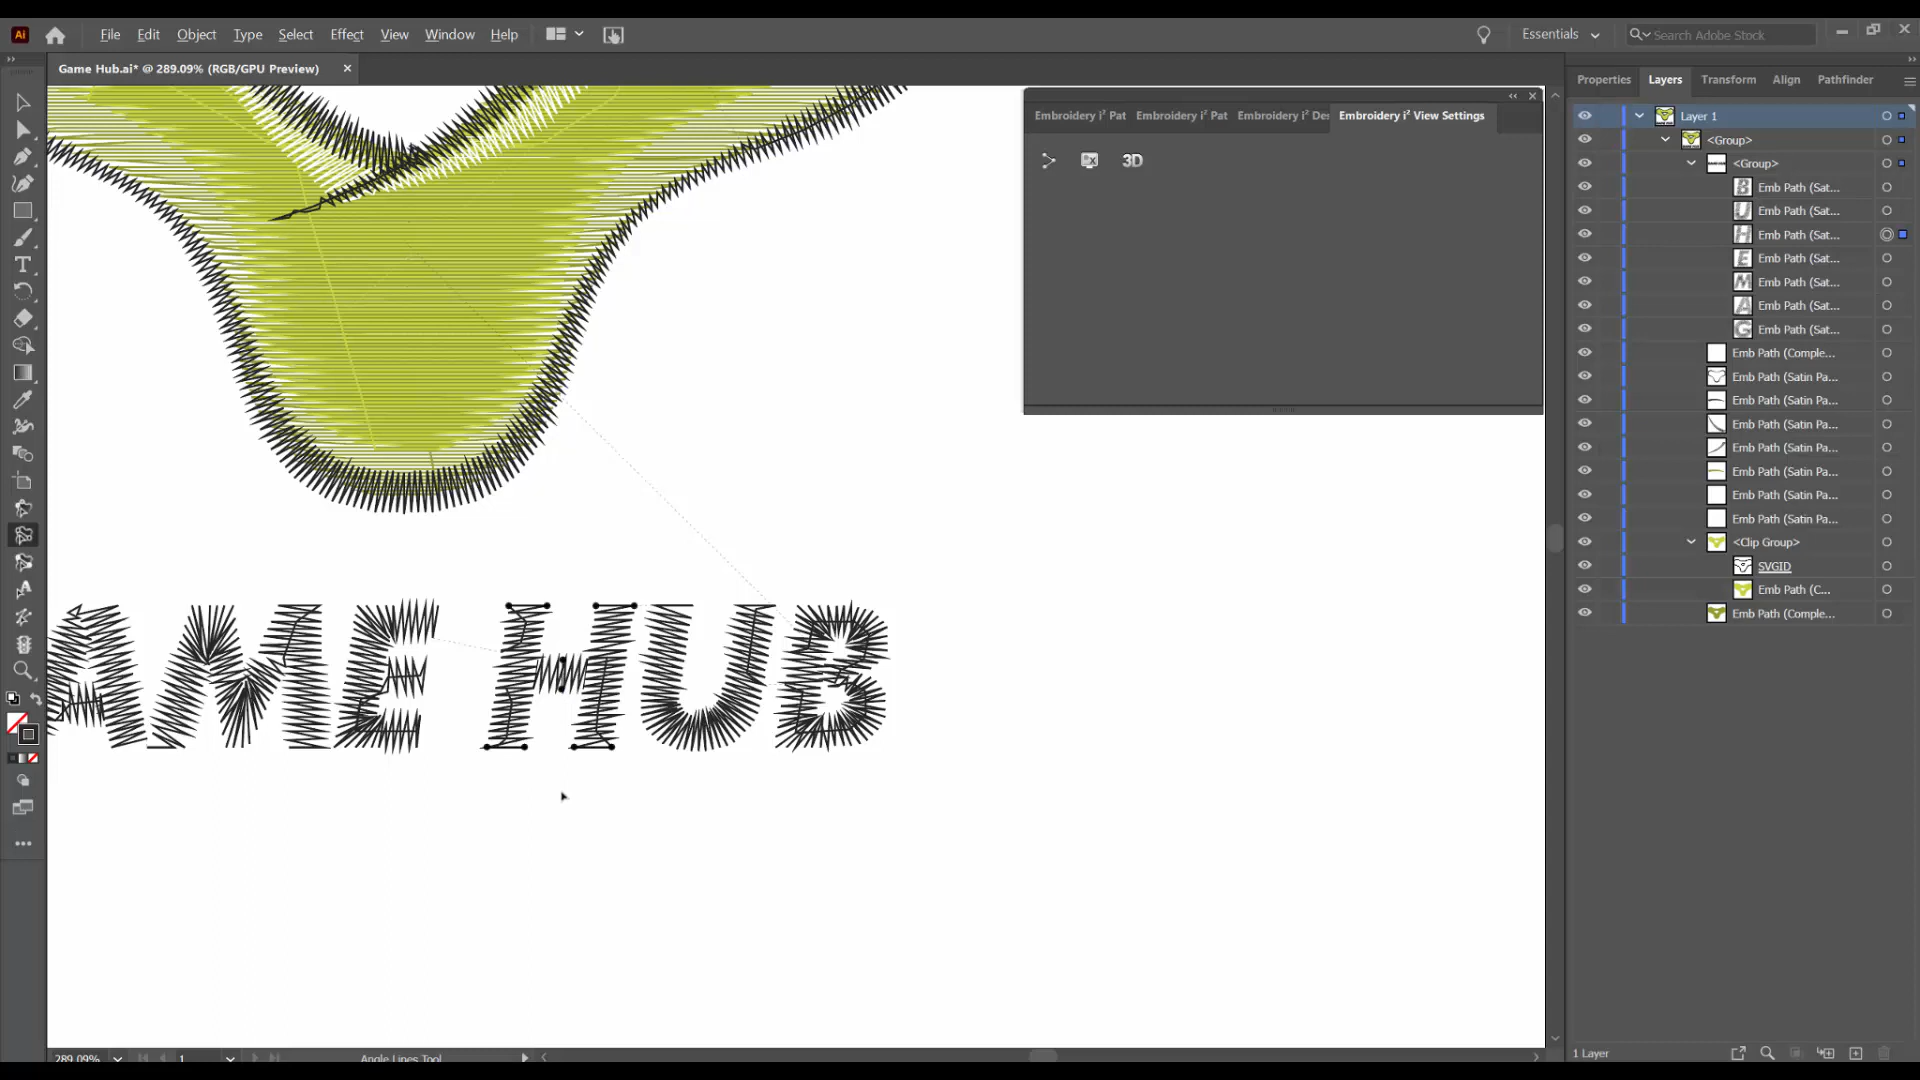 Ai File Edit Object Type Select Effect View Window Help Essentials Search Adobe Stock
Game Hub.ai* @ 289.09% (RGB/GPU Preview) ×
Properties Layers Transform Align Pathfinder
Embroidery i² Pat Embroidery i² Pat Embroidery i² Des Embroidery i² View Settings
3D
Layer 1
<Group>
<Group>
Emb Path (Sat...
Emb Path (Sat...
Emb Path (Sat...
Emb Path (Sat...
Emb Path (Sat...
Emb Path (Sat...
Emb Path (Sat...
Emb Path (Comple...
Emb Path (Satin Pa...
Emb Path (Satin Pa...
Emb Path (Satin Pa...
Emb Path (Satin Pa...
Emb Path (Satin Pa...
Emb Path (Satin Pa...
Emb Path (Satin Pa...
<Clip Group>
SVGID
Emb Path (C...
Emb Path (Comple...
AME HUB
289.09% 1 Angle Lines Tool
1 Layer